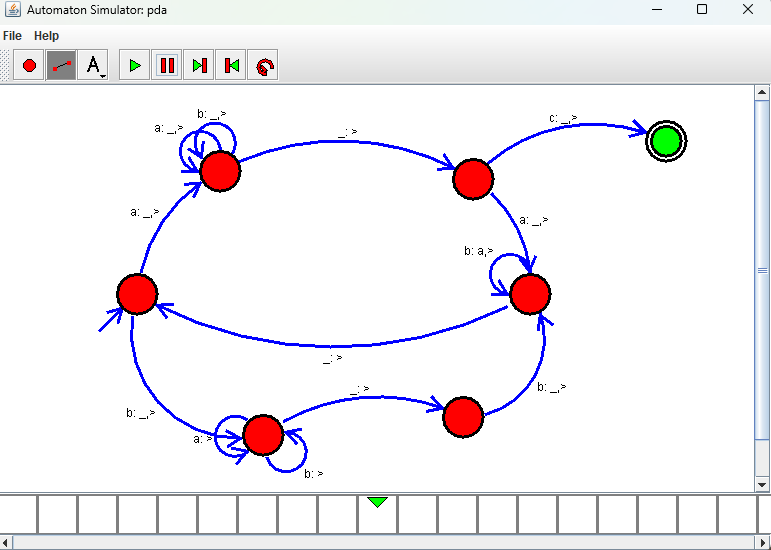 Automaton Simulator: pda
File Help
A
b: _,>
a: _,>
_: >
c: _,>
a: _,>
a: _,>
b: a,>
_: >
_: >
b: _,>
b: _,>
a: >
b: >